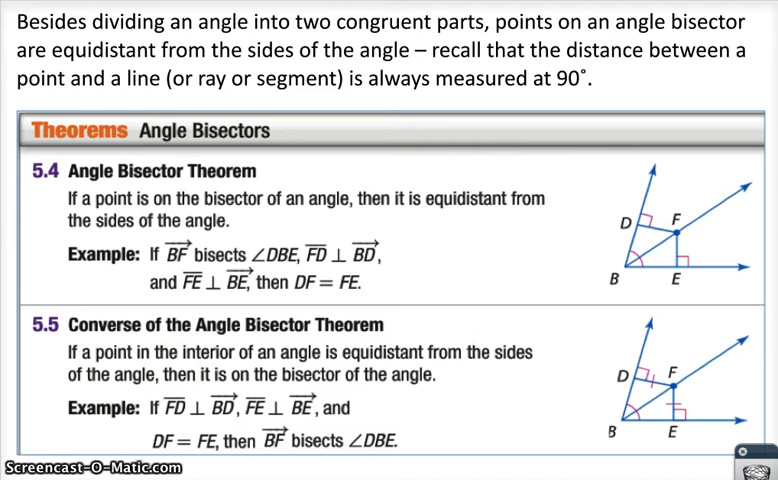 Besides dividing an angle into two congruent parts, points on an angle bisector
are equidistant from the sides of the angle – recall that the distance between a
point and a line (or ray or segment) is always measured at 90˚.
Theorems Angle Bisectors
5.4 Angle Bisector Theorem
If a point is on the bisector of an angle, then it is equidistant from
the sides of the angle.
Example: If BF→ bisects ∠DBE, F̅D̅ ⊥ BD→,
and F̅E̅ ⊥ BE→, then DF = FE.
D
F
B
E
5.5 Converse of the Angle Bisector Theorem
If a point in the interior of an angle is equidistant from the sides
of the angle, then it is on the bisector of the angle.
Example: If F̅D̅ ⊥ BD→, F̅E̅ ⊥ BE→, and
DF = FE, then BF→ bisects ∠DBE.
D
F
B
E
Screencast-O-Matic.com